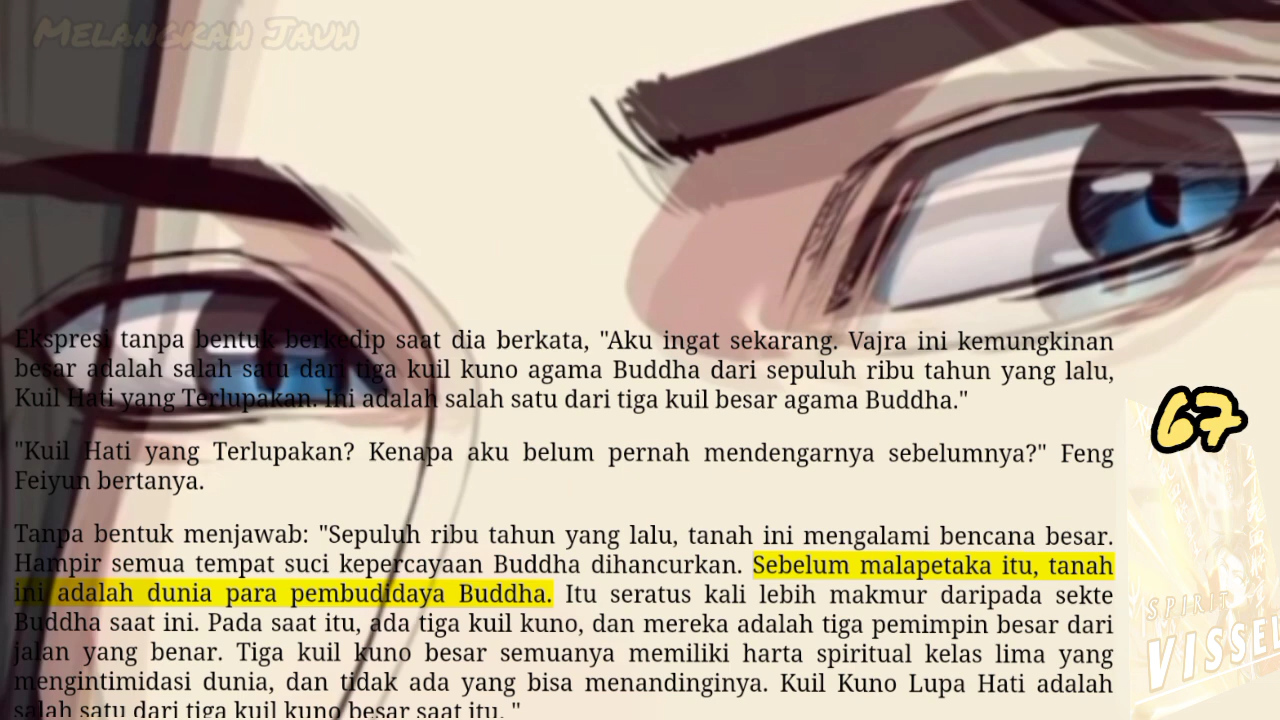 Melangkah Jauh
Ekspresi tanpa bentuk berkedip saat dia berkata, "Aku ingat sekarang. Vajra ini kemungkinan
besar adalah salah satu dari tiga kuil kuno agama Buddha dari sepuluh ribu tahun yang lalu,
Kuil Hati yang Terlupakan. Ini adalah salah satu dari tiga kuil besar agama Buddha."
"Kuil Hati yang Terlupakan? Kenapa aku belum pernah mendengarnya sebelumnya?" Feng
Feiyun bertanya.
Tanpa bentuk menjawab: "Sepuluh ribu tahun yang lalu, tanah ini mengalami bencana besar.
Hampir semua tempat suci kepercayaan Buddha dihancurkan. Sebelum malapetaka itu, tanah
ini adalah dunia para pembudidaya Buddha. Itu seratus kali lebih makmur daripada sekte
Buddha saat ini. Pada saat itu, ada tiga kuil kuno, dan mereka adalah tiga pemimpin besar dari
jalan yang benar. Tiga kuil kuno besar semuanya memiliki harta spiritual kelas lima yang
mengintimidasi dunia, dan tidak ada yang bisa menandinginya. Kuil Kuno Lupa Hati adalah
salah satu dari tiga kuil kuno besar saat itu. "
67
SPIRIT
VISSEL